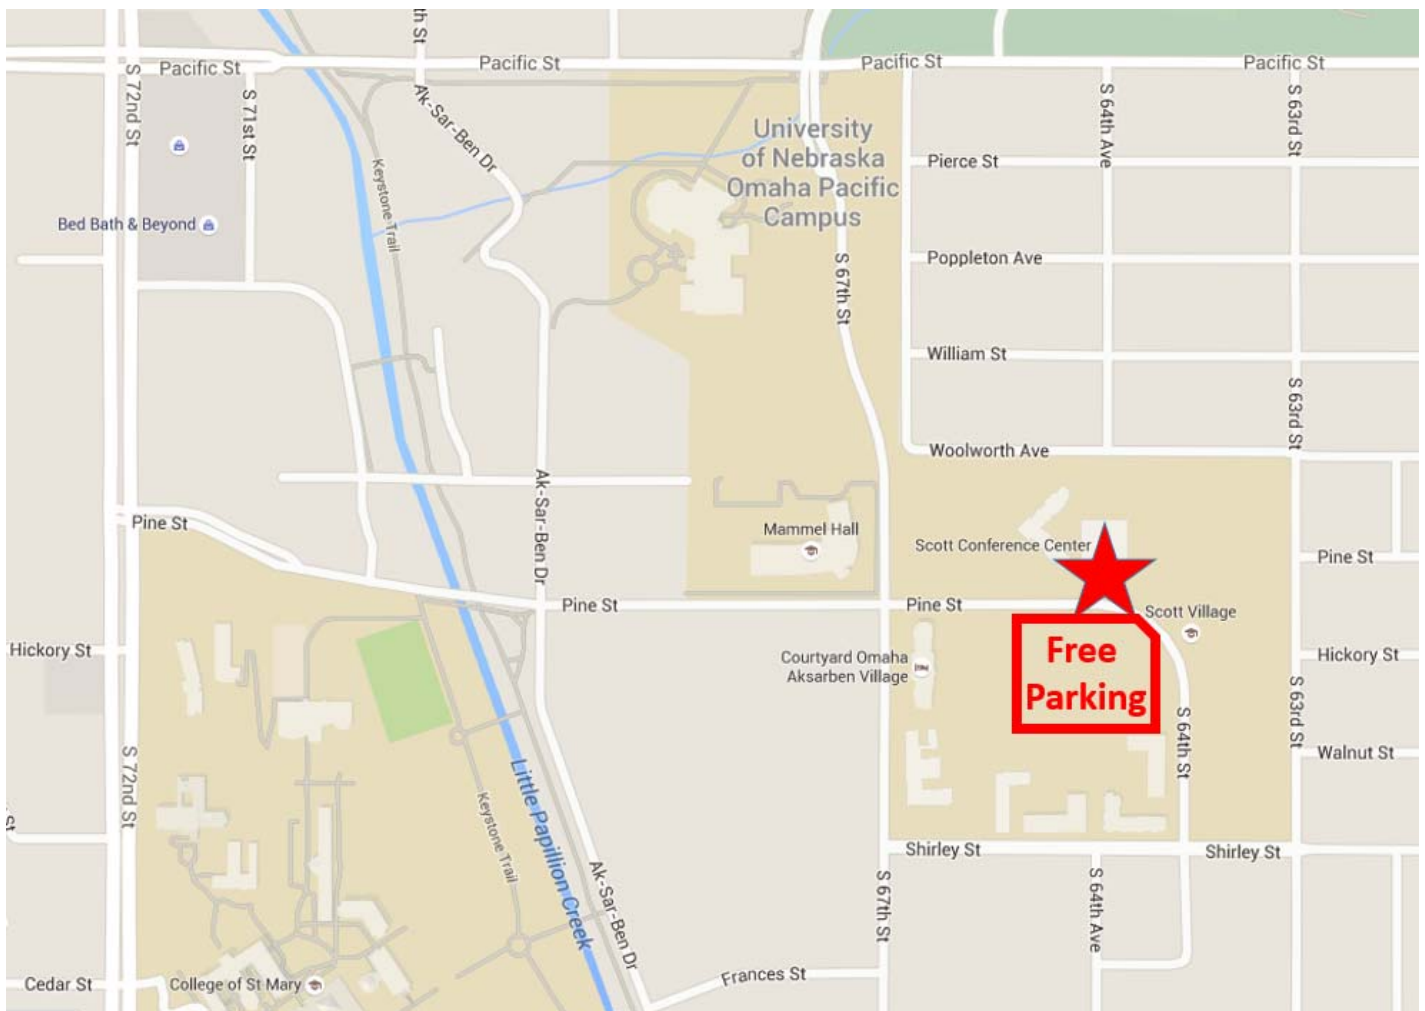 th St
Pacific St
Pacific St
Pacific St
Pacific St
S 72nd St
S 71st St
Ak-Sar-Ben Dr
Keystone Trail
University
of Nebraska
Omaha Pacific
Campus
S 64th Ave
S 63rd St
Pierce St
Bed Bath & Beyond
Poppleton Ave
S 67th St
William St
S 63rd St
Woolworth Ave
Ak-Sar-Ben Dr
Pine St
Mammel Hall
Scott Conference Center
Pine St
Pine St
Pine St
Scott Village
Hickory St
Free
Parking
Courtyard Omaha
Aksarben Village
Hickory St
S 63rd St
S 64th St
S 72nd St
Walnut St
Little Papillion Creek
Keystone Trail
St
Shirley St
Shirley St
Ak-Sar-Ben Dr
S 67th St
S 64th Ave
Frances St
Cedar St
College of St Mary